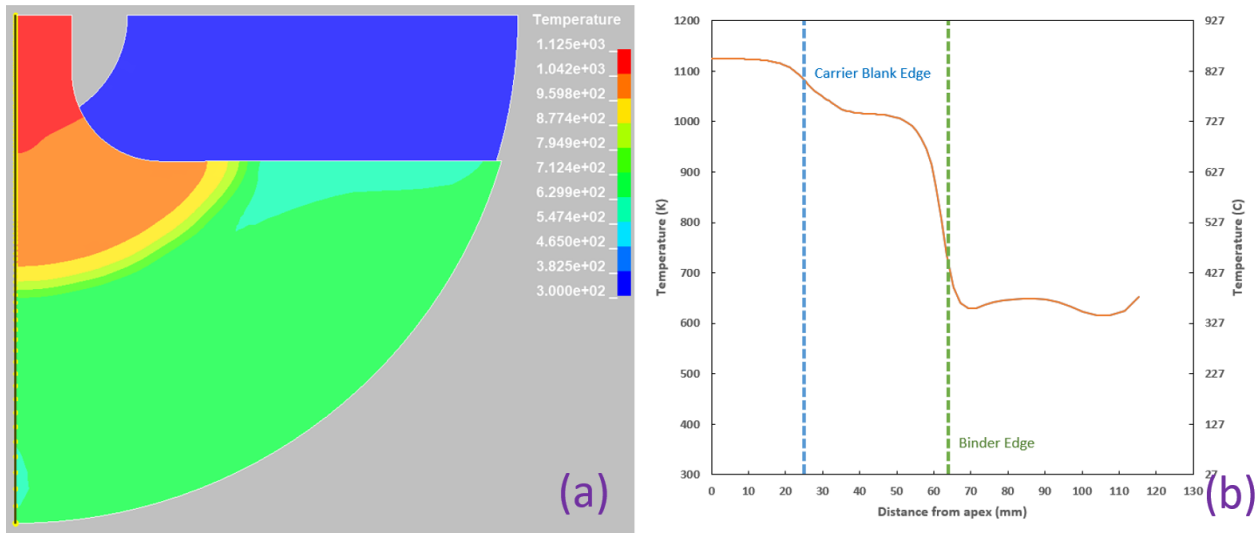 Temperature
1.125e+03
1.042e+03
9.598e+02
8.774e+02
7.949e+02
7.124e+02
6.299e+02
5.474e+02
4.650e+02
3.825e+02
3.000e+02
(a)
1200
1100
1000
900
800
700
600
500
400
300
Temperature (K)
Carrier Blank Edge
Binder Edge
927
827
727
627
527
427
327
227
127
27
Temperature (C)
0 10 20 30 40 50 60 70 80 90 100 110 120 130
Distance from apex (mm)
(b)